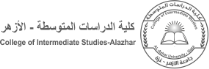 كلية الدراسات المتوسطة - الأزهر
College of Intermediate Studies-Alazhar